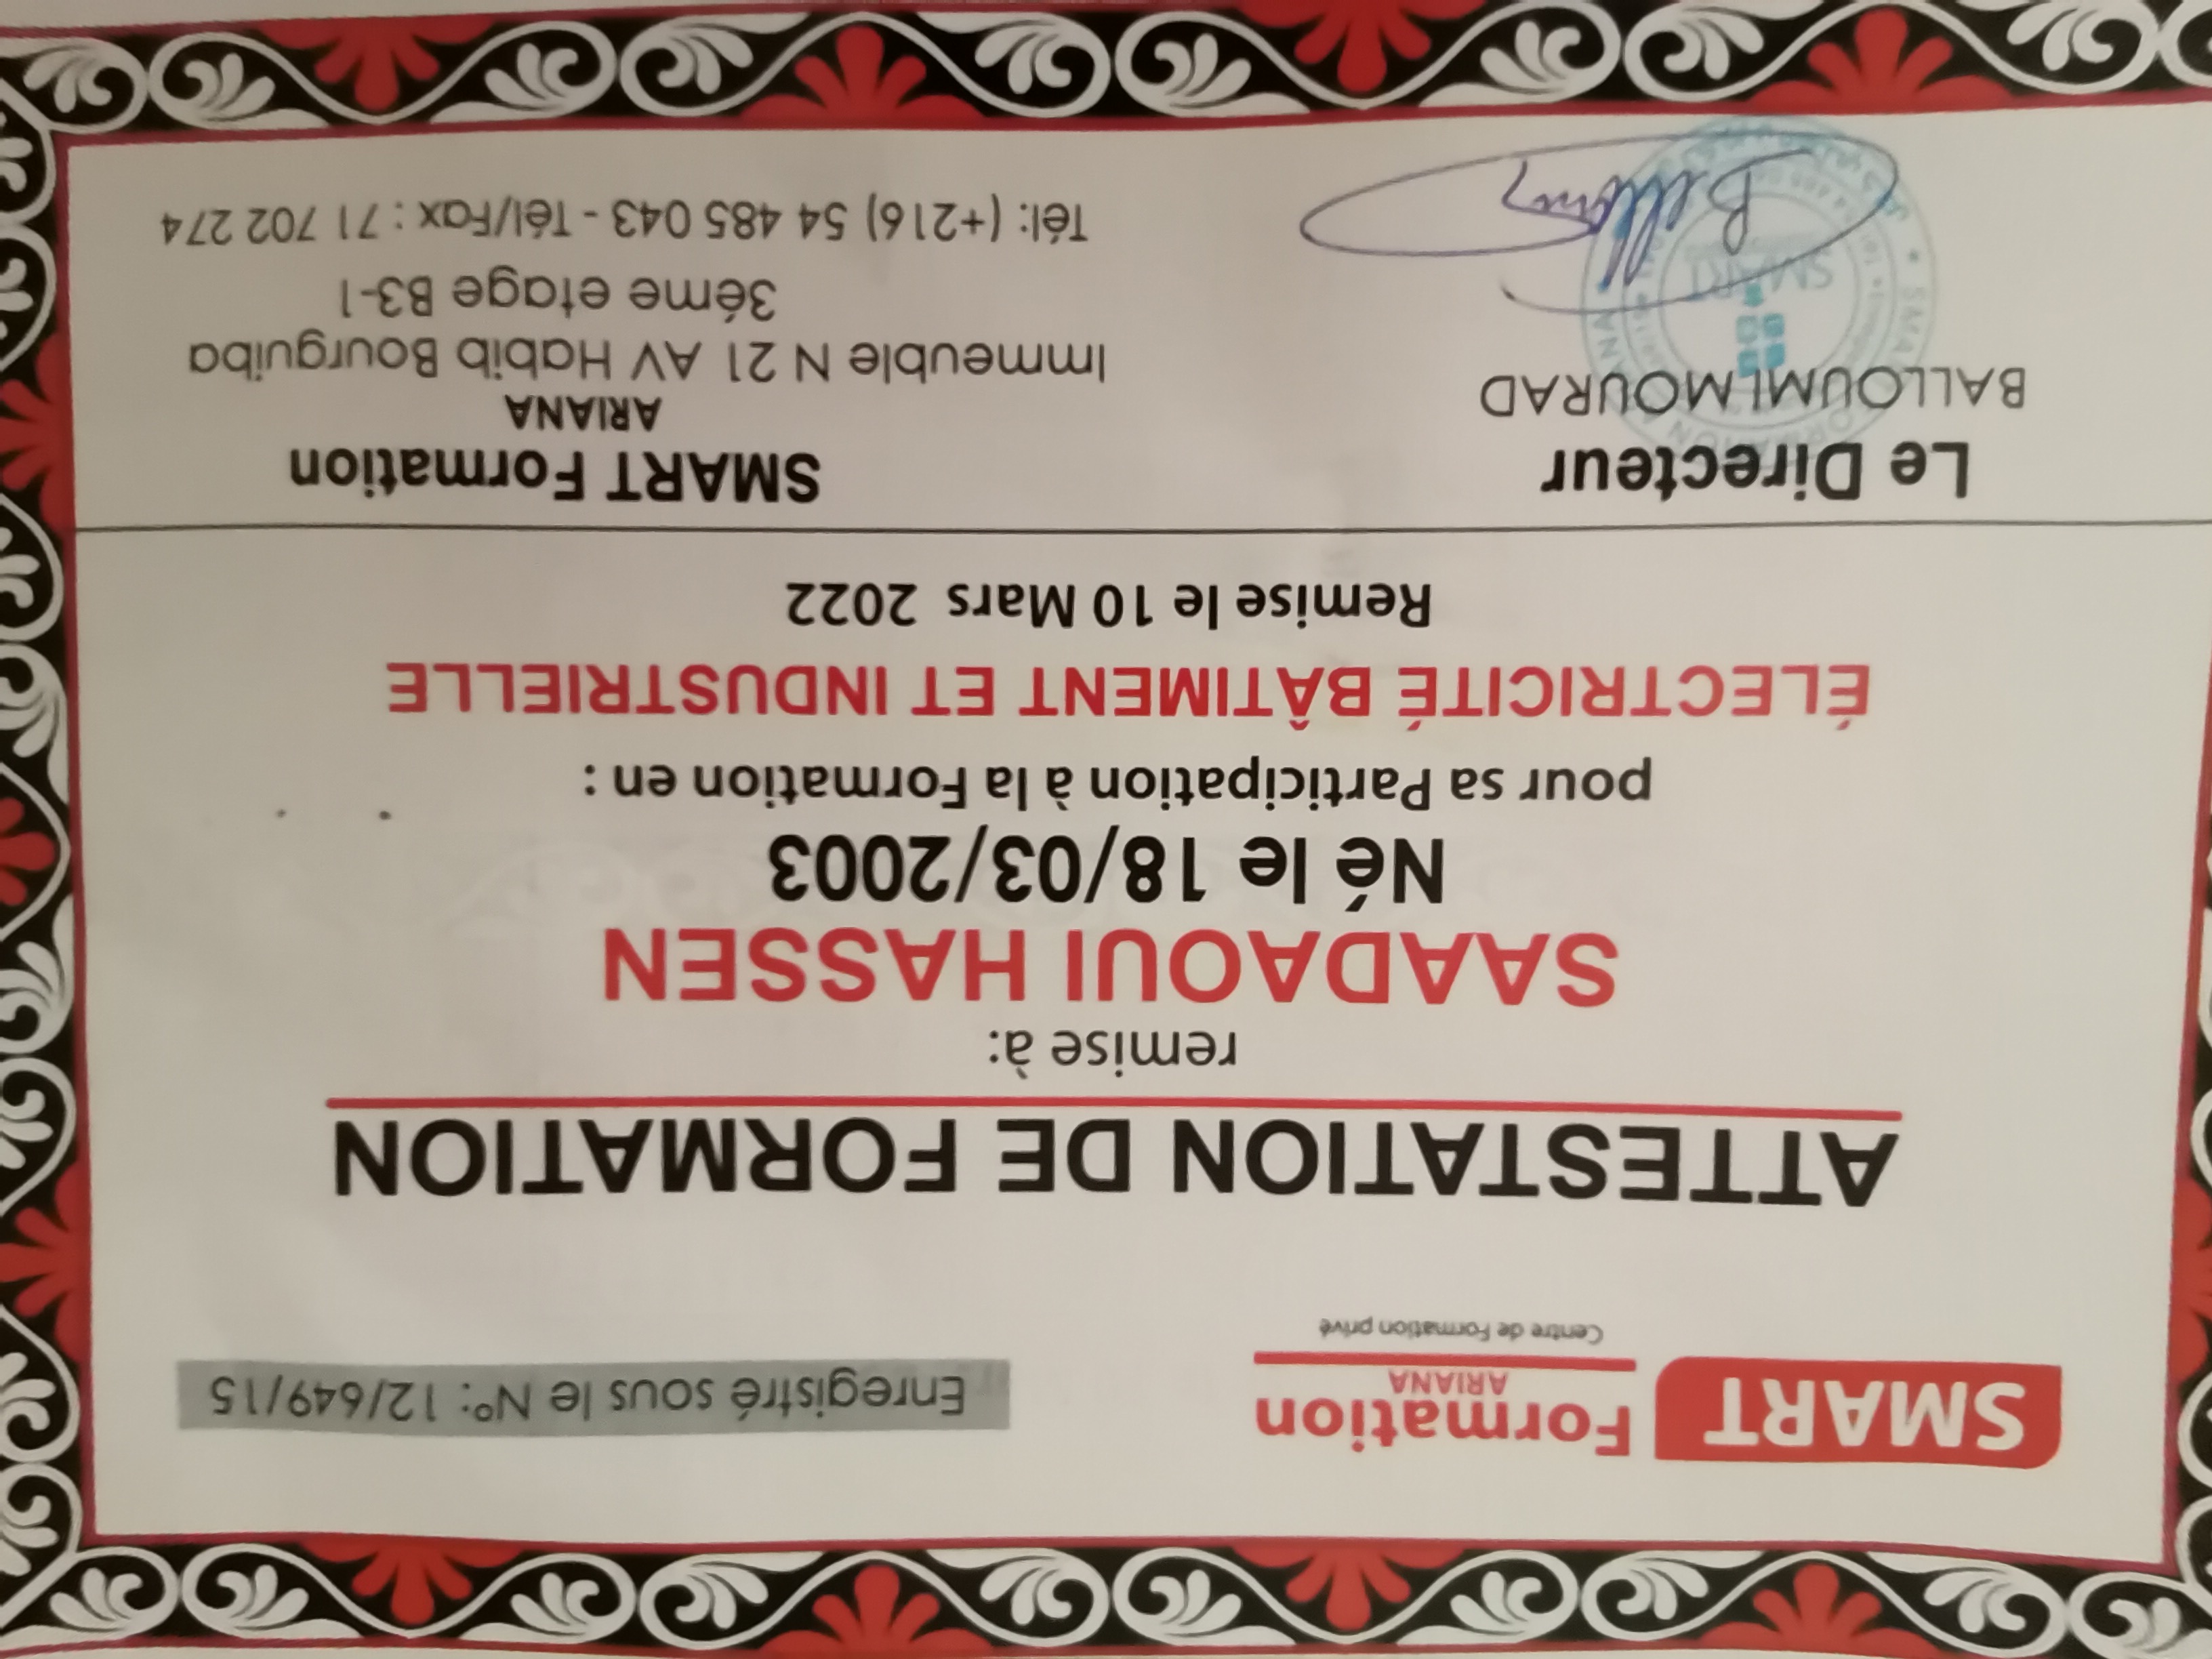 SMART Formation
ARIANA
Centre de Formation privé
Enregistré sous le N°: 12/649/15
ATTESTATION DE FORMATION
remise à:
SAADAOUI HASSEN
Né le 18/03/2003
pour sa Participation à la Formation en :
ÉLECTRICITÉ BÂTIMENT ET INDUSTRIELLE
Remise le 10 Mars 2022
Le Directeur
BALLOUMI MOURAD
SMART
SMART Formation
ARIANA
Immeuble N 21 AV Habib Bourguiba
3éme etage B3-1
Tél: (+216) 54 485 043 - Tél/Fax : 71 702 274